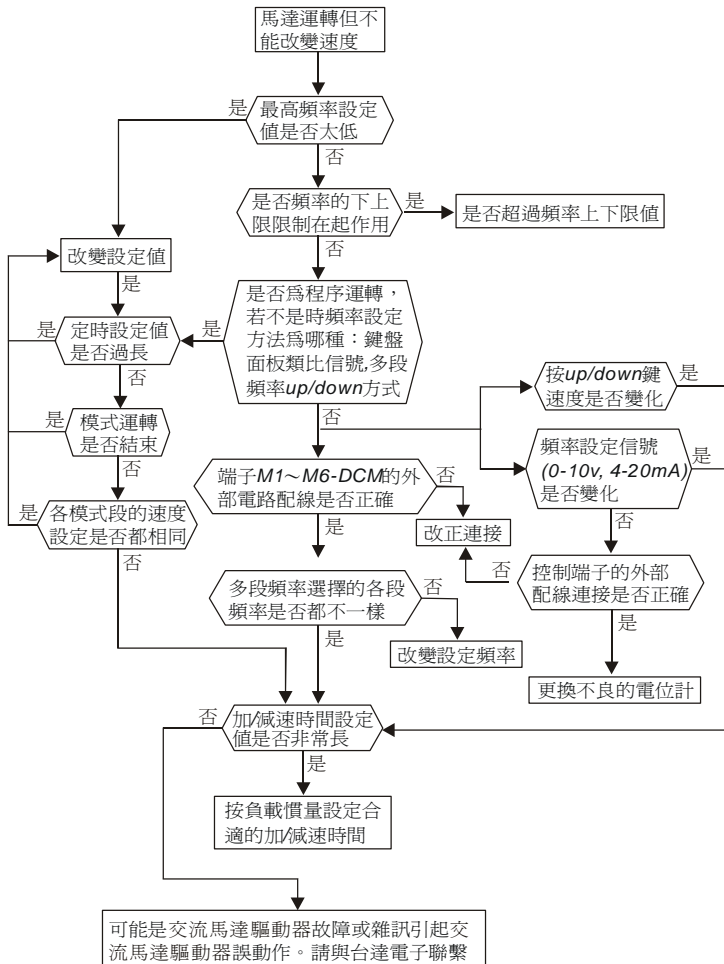 馬達運轉但不
能改變速度
是
最高頻率設定
值是否太低
否
是否頻率的下上
限限制在起作用
是
是否超過頻率上下限值
否
改變設定值
是
是
定時設定值
是否過長
是
是否爲程序運轉，
若不是時頻率設定
方法爲哪種：鍵盤
面板類比信號,多段
頻率up/down方式
否
否
按up/down鍵
速度是否變化
是
是
模式運轉
是否結束
否
頻率設定信號
(0-10v, 4-20mA)
是否變化
是
否
端子M1～M6-DCM的外
部電路配線是否正確
否
是
改正連接
是
各模式段的速度
設定是否都相同
否
否
控制端子的外部
配線連接是否正確
是
多段頻率選擇的各段
頻率是否都不一樣
否
是
改變設定頻率
更換不良的電位計
否
加/減速時間設定
值是否非常長
是
按負載慣量設定合
適的加/減速時間
可能是交流馬達驅動器故障或雜訊引起交
流馬達驅動器誤動作。請與台達電子聯繫